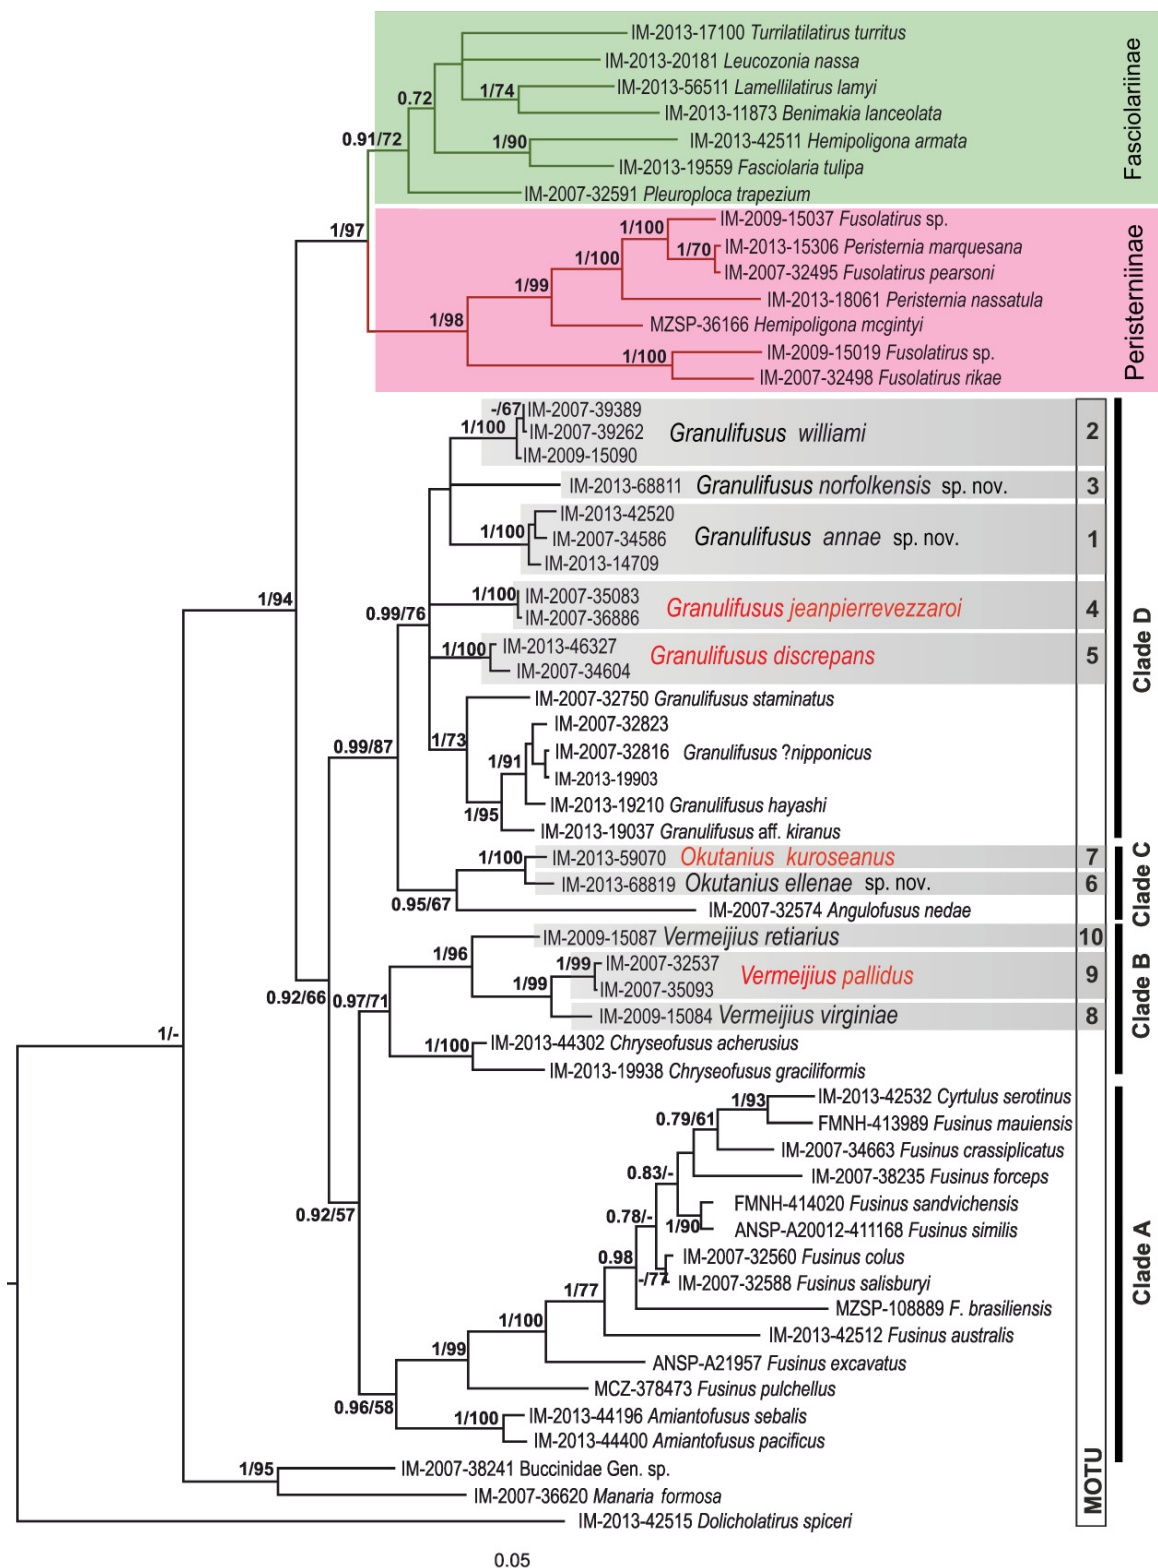 IM-2013-17100 Turrilatilatirus turritus
IM-2013-20181 Leucozonia nassa
1/74
IM-2013-56511 Lamellilatirus lamyi
0.72
IM-2013-11873 Benimakia lanceolata
0.91/72
1/90
IM-2013-42511 Hemipoligona armata
IM-2013-19559 Fasciolaria tulipa
IM-2007-32591 Pleuroploca trapezium
Fasciolariinae
1/97
IM-2009-15037 Fusolatirus sp.
1/100
1/70
IM-2013-15306 Peristernia marquesana
1/100
IM-2007-32495 Fusolatirus pearsoni
1/99
IM-2013-18061 Peristernia nassatula
1/98
MZSP-36166 Hemipoligona mcgintyi
1/100
IM-2009-15019 Fusolatirus sp.
IM-2007-32498 Fusolatirus rikae
Peristerniinae
-/67
IM-2007-39389
1/100
IM-2007-39262
Granulifusus williami
2
IM-2009-15090
IM-2013-68811 Granulifusus norfolkensis sp. nov.
3
IM-2013-42520
1/100
IM-2007-34586
Granulifusus annae sp. nov.
1
IM-2013-14709
1/94
1/100
IM-2007-35083
IM-2007-36886
Granulifusus jeanpierrevezzaroi
4
0.99/76
1/100
IM-2013-46327
Granulifusus discrepans
5
IM-2007-34604
IM-2007-32750 Granulifusus staminatus
IM-2007-32823
0.99/87
1/73
1/91
IM-2007-32816 Granulifusus ?nipponicus
IM-2013-19903
IM-2013-19210 Granulifusus hayashi
1/95
IM-2013-19037 Granulifusus aff. kiranus
Clade D
1/100
IM-2013-59070 Okutanius kuroseanus
7
IM-2013-68819 Okutanius ellenae sp. nov.
6
0.95/67
IM-2007-32574 Angulofusus nedae
Clade C
IM-2009-15087 Vermeijius retiarius
10
1/96
1/99
IM-2007-32537
1/99
IM-2007-35093
Vermeijius pallidus
9
0.92/66
0.97/71
IM-2009-15084 Vermeijius virginiae
8
1/100
IM-2013-44302 Chryseofusus acherusius
IM-2013-19938 Chryseofusus graciliformis
Clade B
1/-
1/93
IM-2013-42532 Cyrtulus serotinus
0.79/61
FMNH-413989 Fusinus mauiensis
IM-2007-34663 Fusinus crassiplicatus
0.83/-
IM-2007-38235 Fusinus forceps
FMNH-414020 Fusinus sandvichensis
0.92/57
0.78/-
1/90
ANSP-A20012-411168 Fusinus similis
0.98
IM-2007-32560 Fusinus colus
-/77
IM-2007-32588 Fusinus salisburyi
1/77
MZSP-108889 F. brasiliensis
1/100
IM-2013-42512 Fusinus australis
1/99
ANSP-A21957 Fusinus excavatus
MCZ-378473 Fusinus pulchellus
0.96/58
1/100
IM-2013-44196 Amiantofusus sebalis
IM-2013-44400 Amiantofusus pacificus
Clade A
1/95
IM-2007-38241 Buccinidae Gen. sp.
IM-2007-36620 Manaria formosa
IM-2013-42515 Dolicholatirus spiceri
MOTU
0.05